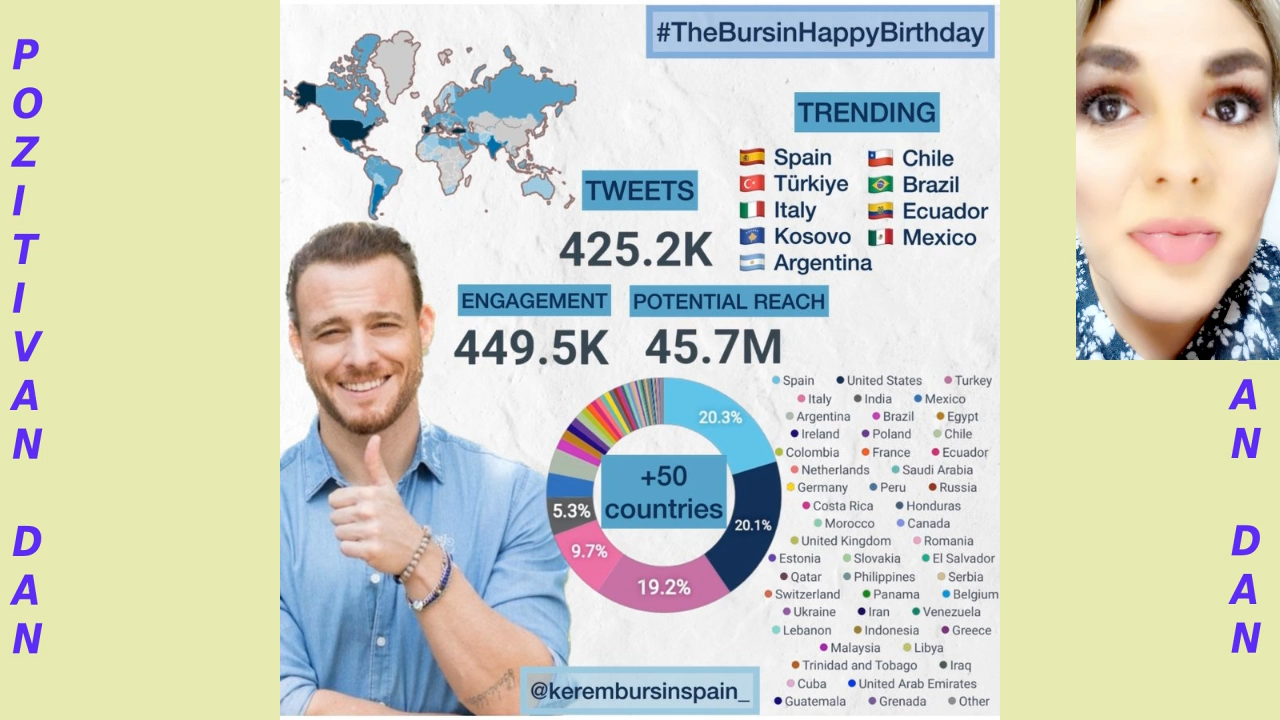 POZITIVAN DAN
#TheBursinHappyBirthday
TRENDING
Spain
Chile
Türkiye
Brazil
Italy
Ecuador
Kosovo
Mexico
Argentina
TWEETS
425.2K
ENGAGEMENT
449.5K
POTENTIAL REACH
45.7M
20.3%
20.1%
19.2%
9.7%
5.3%
+50
countries
Spain United States Turkey
Italy India Mexico
Argentina Brazil Egypt
Ireland Poland Chile
Colombia France Ecuador
Netherlands Saudi Arabia
Germany Peru Russia
Costa Rica Honduras
Morocco Canada
United Kingdom Romania
Estonia Slovakia El Salvador
Qatar Philippines Serbia
Switzerland Panama Belgium
Ukraine Iran Venezuela
Lebanon Indonesia Greece
Malaysia Libya
Trinidad and Tobago Iraq
Cuba United Arab Emirates
Guatemala Grenada Other
@kerembursinspain_
AN DAN